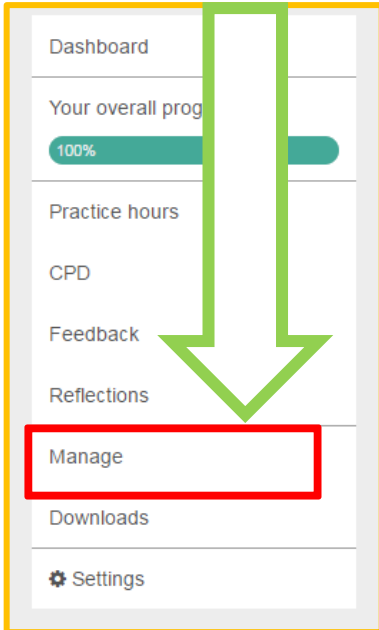 Dashboard
Your overall prog
100%
Practice hours
CPD
Feedback
Reflections
Manage
Downloads
Settings